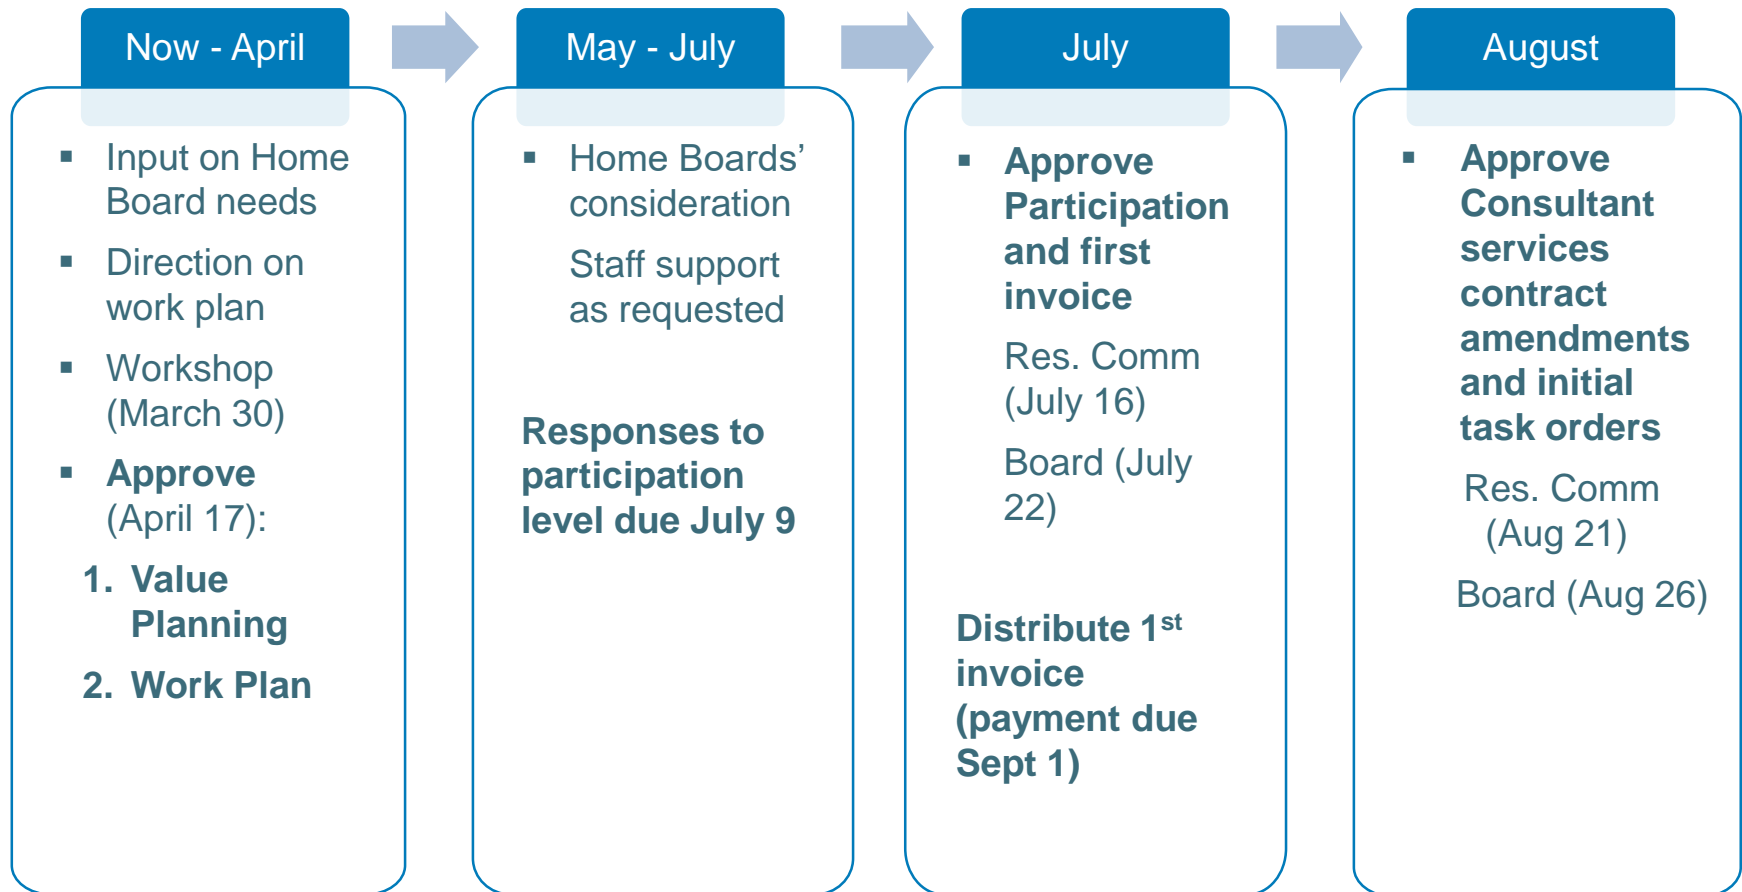 Now - April
▪ Input on Home
Board needs
▪ Direction on
work plan
▪ Workshop
(March 30)
▪ Approve
(April 17):
1. Value
Planning
2. Work Plan
May - July
▪ Home Boards’
consideration
Staff support
as requested
Responses to
participation
level due July 9
July
▪ Approve
Participation
and first
invoice
Res. Comm
(July 16)
Board (July
22)
Distribute 1st
invoice
(payment due
Sept 1)
August
▪ Approve
Consultant
services
contract
amendments
and initial
task orders
Res. Comm
(Aug 21)
Board (Aug 26)